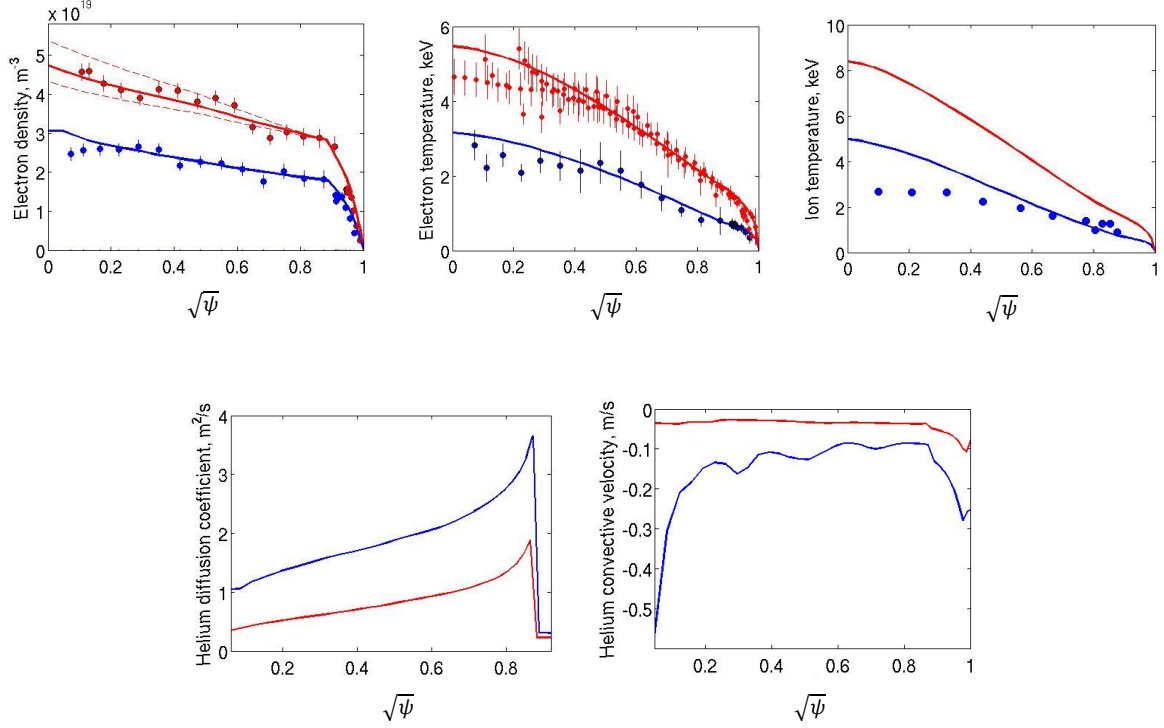 x 10^19
Electron density, m^-3
5
4
3
2
1
0
0 0.2 0.4 0.6 0.8 1
√ψ
Electron temperature, keV
6
4
2
0
0 0.2 0.4 0.6 0.8 1
√ψ
Ion temperature, keV
10
8
6
4
2
0
0 0.2 0.4 0.6 0.8 1
√ψ
Helium diffusion coefficient, m²/s
4
3
2
1
0
0.2 0.4 0.6 0.8
√ψ
Helium convective velocity, m/s
0
-0.1
-0.2
-0.3
-0.4
-0.5
0.2 0.4 0.6 0.8 1
√ψ